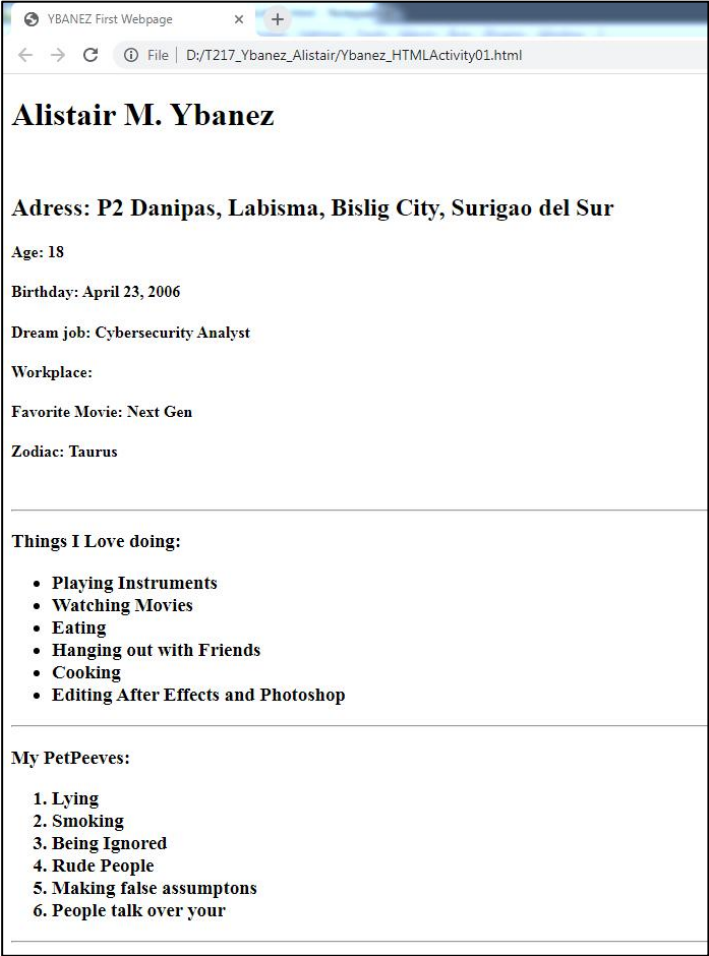 YBANEZ First Webpage
File | D:/T217_Ybanez_Alistair/Ybanez_HTMLActivity01.html
Alistair M. Ybanez
Adress: P2 Danipas, Labisma, Bislig City, Surigao del Sur
Age: 18
Birthday: April 23, 2006
Dream job: Cybersecurity Analyst
Workplace:
Favorite Movie: Next Gen
Zodiac: Taurus
Things I Love doing:
• Playing Instruments
• Watching Movies
• Eating
• Hanging out with Friends
• Cooking
• Editing After Effects and Photoshop
My PetPeeves:
1. Lying
2. Smoking
3. Being Ignored
4. Rude People
5. Making false assumptons
6. People talk over your